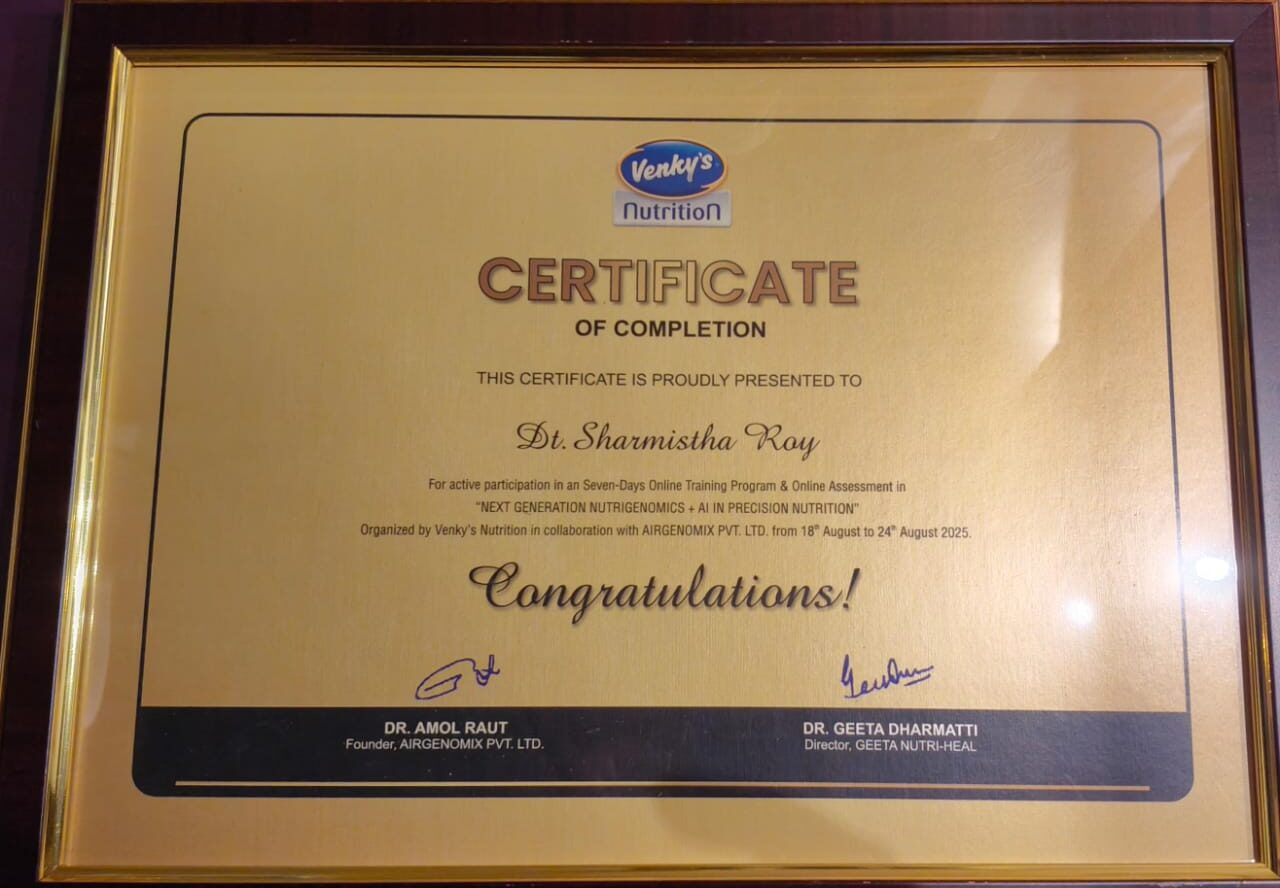 Venky's
Nutrition
CERTIFICATE
OF COMPLETION
THIS CERTIFICATE IS PROUDLY PRESENTED TO
Dt. Sharmistha Roy
For active participation in an Seven-Days Online Training Program & Online Assessment in
"NEXT GENERATION NUTRIGENOMICS + AI IN PRECISION NUTRITION"
Organized by Venky's Nutrition in collaboration with AIRGENOMIX PVT. LTD. from 18th August to 24th August 2025.
Congratulations!
DR. AMOL RAUT
Founder, AIRGENOMIX PVT. LTD.
DR. GEETA DHARMATTI
Director, GEETA NUTRI-HEAL